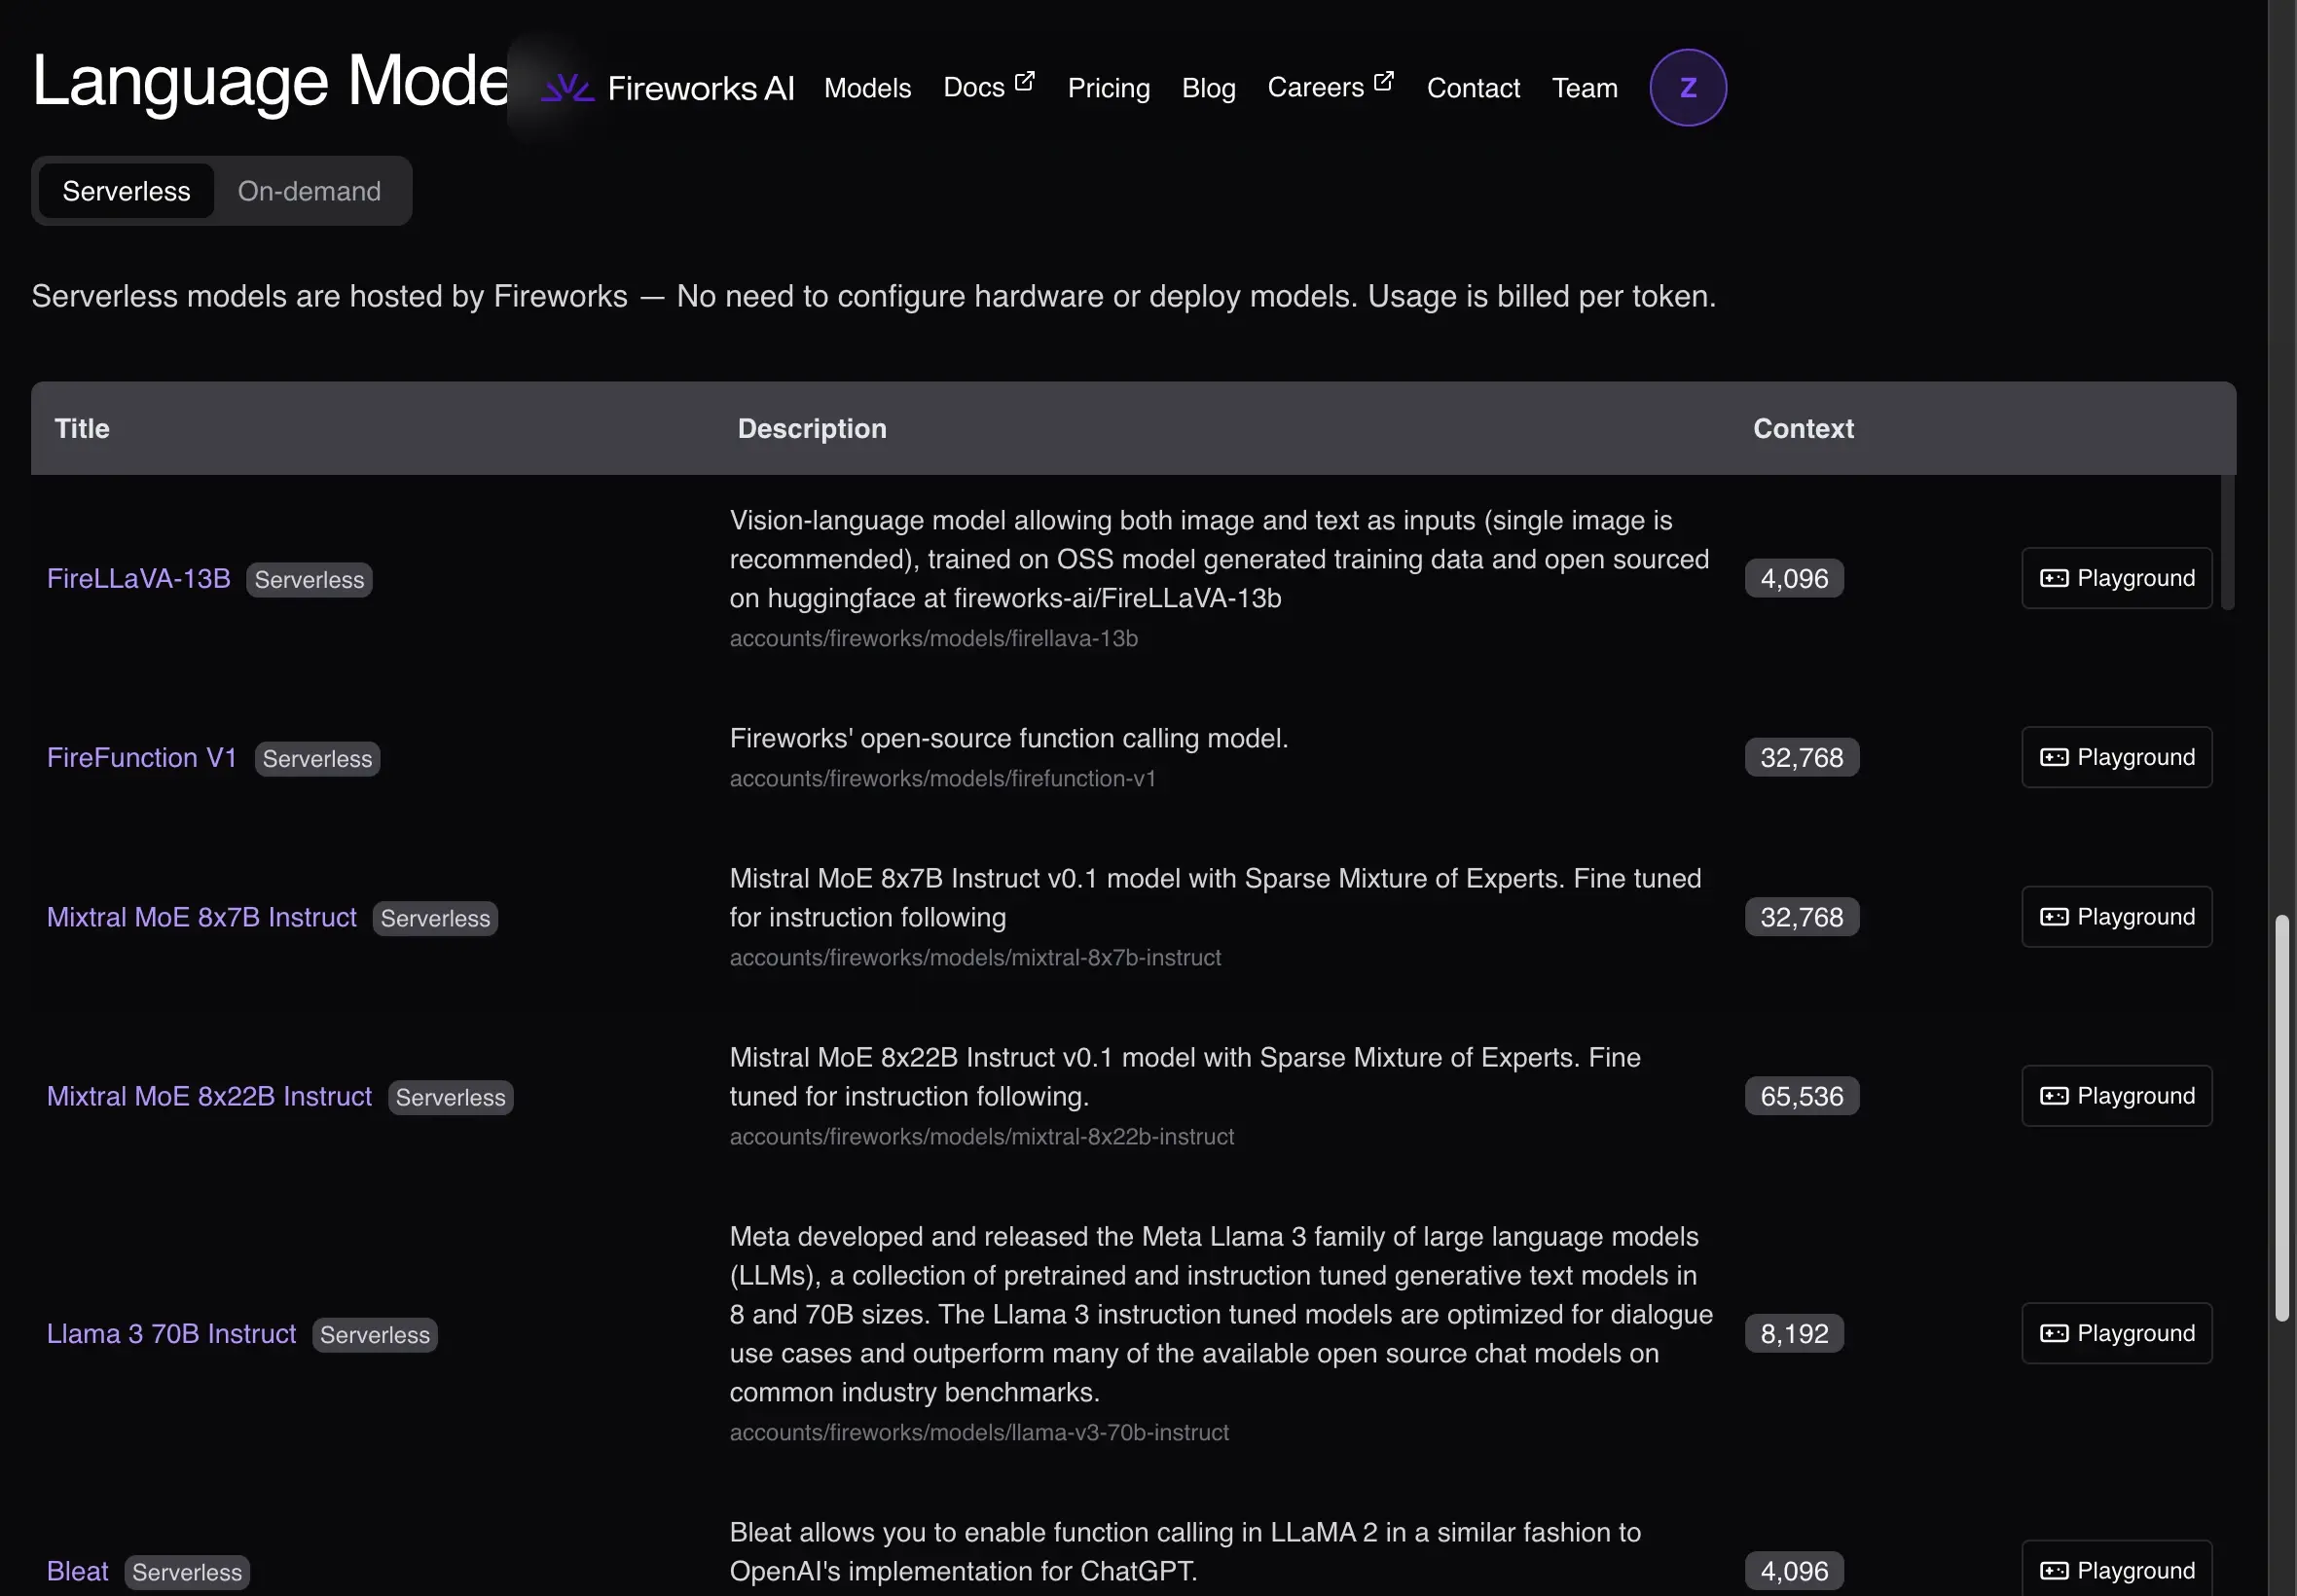 Language Mode
Fireworks AI Models Docs Pricing Blog Careers Contact Team Z
Serverless On-demand
Serverless models are hosted by Fireworks — No need to configure hardware or deploy models. Usage is billed per token.
Title Description Context
FireLLaVA-13B Serverless
Vision-language model allowing both image and text as inputs (single image is
recommended), trained on OSS model generated training data and open sourced
on huggingface at fireworks-ai/FireLLaVA-13b
accounts/fireworks/models/firellava-13b
4,096
Playground
FireFunction V1 Serverless
Fireworks' open-source function calling model.
accounts/fireworks/models/firefunction-v1
32,768
Playground
Mixtral MoE 8x7B Instruct Serverless
Mistral MoE 8x7B Instruct v0.1 model with Sparse Mixture of Experts. Fine tuned
for instruction following
accounts/fireworks/models/mixtral-8x7b-instruct
32,768
Playground
Mixtral MoE 8x22B Instruct Serverless
Mistral MoE 8x22B Instruct v0.1 model with Sparse Mixture of Experts. Fine
tuned for instruction following.
accounts/fireworks/models/mixtral-8x22b-instruct
65,536
Playground
Llama 3 70B Instruct Serverless
Meta developed and released the Meta Llama 3 family of large language models
(LLMs), a collection of pretrained and instruction tuned generative text models in
8 and 70B sizes. The Llama 3 instruction tuned models are optimized for dialogue
use cases and outperform many of the available open source chat models on
common industry benchmarks.
accounts/fireworks/models/llama-v3-70b-instruct
8,192
Playground
Bleat Serverless
Bleat allows you to enable function calling in LLaMA 2 in a similar fashion to
OpenAI's implementation for ChatGPT.
4,096
Playground